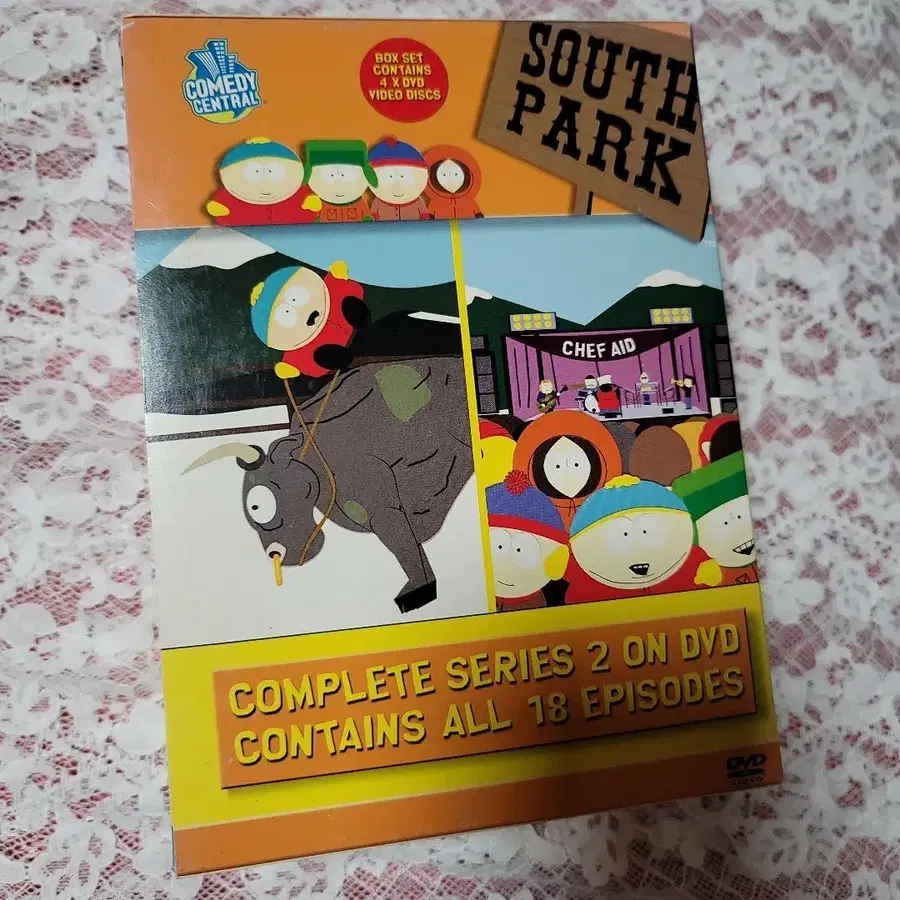 COMEDY
CENTRAL
BOX SET
CONTAINS
4 X DVD
VIDEO DISCS
SOUTH
PARK
CHEF AID
COMPLETE SERIES 2 ON DVD
CONTAINS ALL 18 EPISODES
DVD
VIDEO